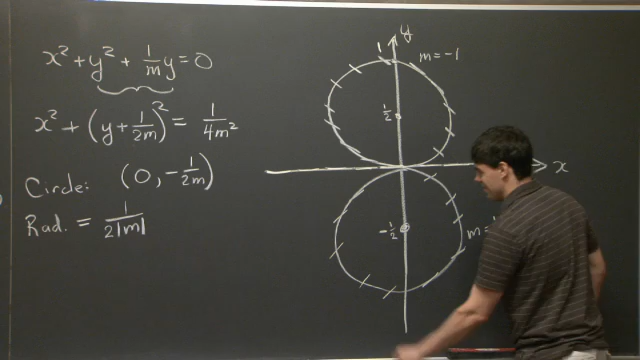 x² + y² + 1/m y = 0
x² + (y + 1/2m)² = 1/4m²
Circle: (0, -1/2m)
Rad. = 1/2|m|
y
1
m = -1
1/2
x
-1/2
m =